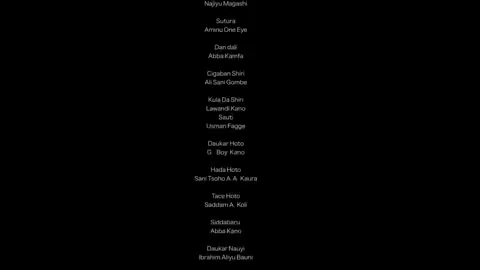 Najiyu Magashi
Sutura
Aminu One Eye
Dan dali
Abba Kamfa
Cigaban Shiri
Ali Sani Gombe
Kula Da Shiri
Lawandi Kano
Sauti
Usman Fagge
Daukar Hoto
G Boy Kano
Hada Hoto
Sani Tsoho A. A. Kaura
Tace Hoto
Saddam A. Koli
Siddabaru
Abba Kano
Daukar Nauyi
Ibrahim Aliyu Bauni